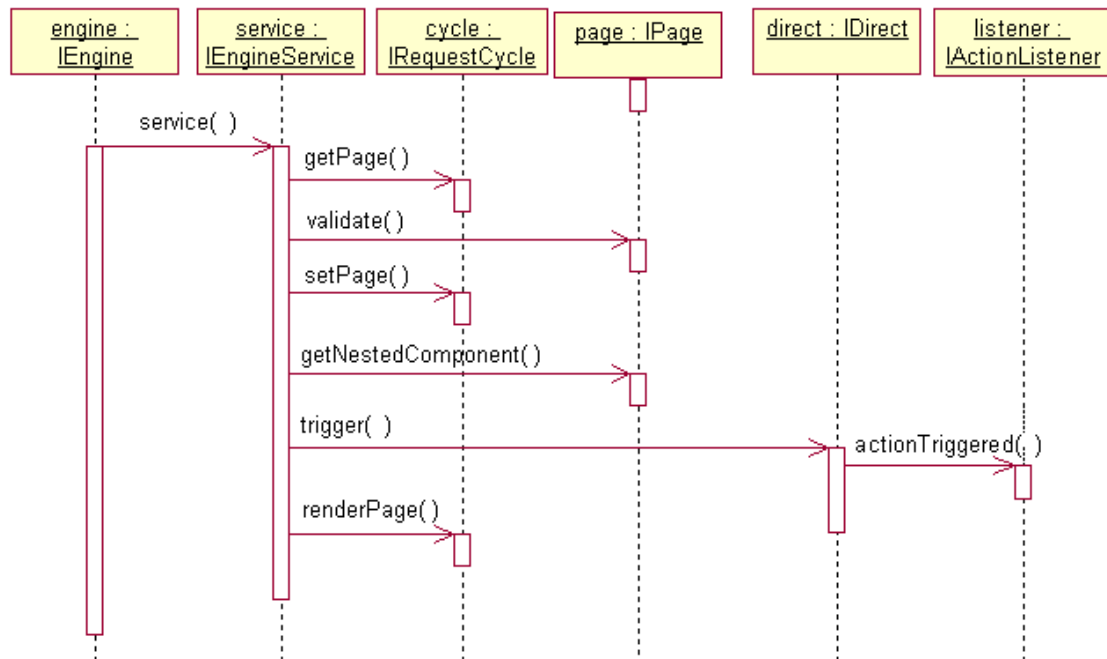 engine :
IEngine
service :
IEngineService
cycle :
IRequestCycle
page : IPage
direct : IDirect
listener :
IActionListener
service( )
getPage( )
validate( )
setPage( )
getNestedComponent( )
trigger( )
actionTriggered( )
renderPage( )